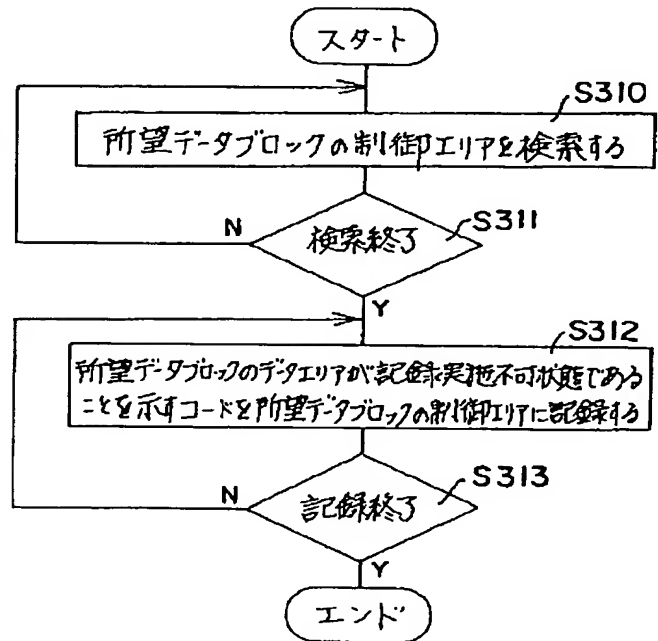 スタート
S310
所望データブロックの制御エリアを検索する
N
検索終了
S311
Y
S312
所望データブロックのデータエリアが記録実施不可状態である
ことを示すコードを所望データブロックの制御エリアに記録する
N
記録終了
S313
Y
エンド